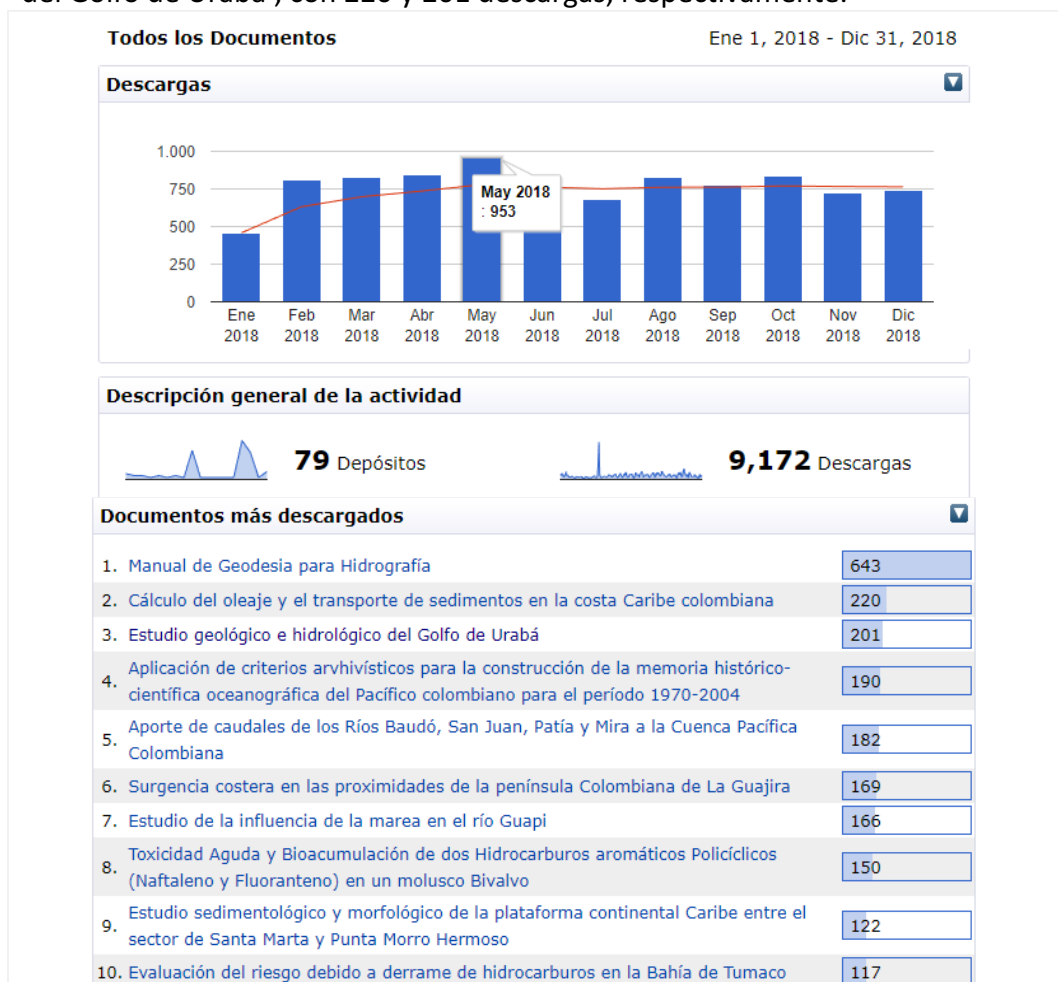 del Golfo de Urabá", con 220 y 201 descargas, respectivamente.
Todos los Documentos
Ene 1, 2018 - Dic 31, 2018
Descargas
1.000
750
500
250
0
May 2018
: 953
Ene Feb Mar Abr May Jun Jul Ago Sep Oct Nov Dic
2018 2018 2018 2018 2018 2018 2018 2018 2018 2018 2018 2018
Descripción general de la actividad
79 Depósitos
9,172 Descargas
Documentos más descargados
1. Manual de Geodesia para Hidrografía 643
2. Cálculo del oleaje y el transporte de sedimentos en la costa Caribe colombiana 220
3. Estudio geológico e hidrológico del Golfo de Urabá 201
4. Aplicación de criterios arvhivísticos para la construcción de la memoria histórico-
científica oceanográfica del Pacífico colombiano para el período 1970-2004 190
5. Aporte de caudales de los Ríos Baudó, San Juan, Patía y Mira a la Cuenca Pacífica
Colombiana 182
6. Surgencia costera en las proximidades de la península Colombiana de La Guajira 169
7. Estudio de la influencia de la marea en el río Guapi 166
8. Toxicidad Aguda y Bioacumulación de dos Hidrocarburos aromáticos Policíclicos
(Naftaleno y Fluoranteno) en un molusco Bivalvo 150
9. Estudio sedimentológico y morfológico de la plataforma continental Caribe entre el
sector de Santa Marta y Punta Morro Hermoso 122
10. Evaluación del riesgo debido a derrame de hidrocarburos en la Bahía de Tumaco 117